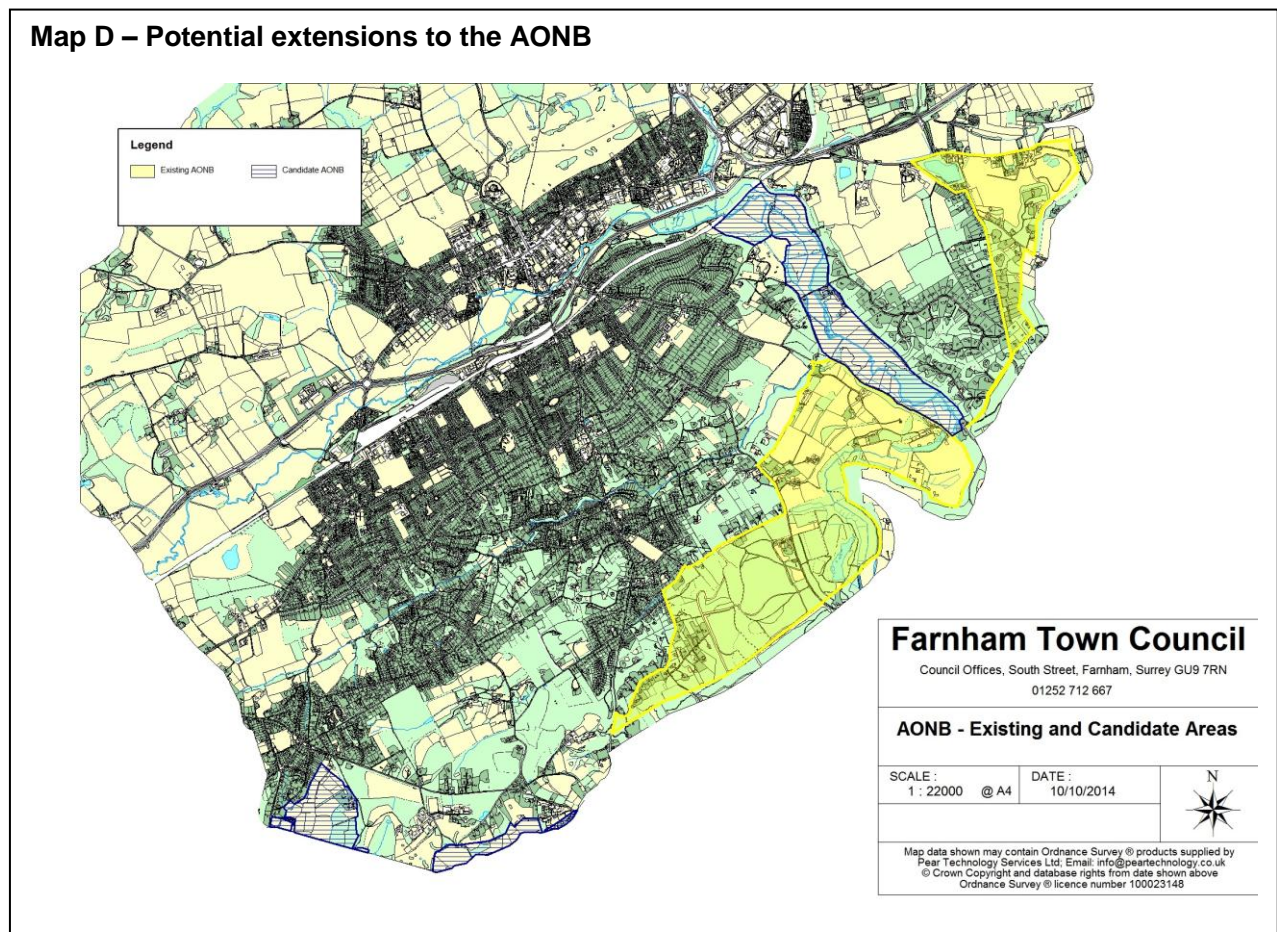 Map D – Potential extensions to the AONB
Legend
Existing AONB
Candidate AONB
Farnham Town Council
Council Offices, South Street, Farnham, Surrey GU9 7RN
01252 712 667
AONB - Existing and Candidate Areas
SCALE :
1 : 22000 @ A4
DATE :
10/10/2014
N
Map data shown may contain Ordnance Survey ® products supplied by
Pear Technology Services Ltd; Email: info@peartechnology.co.uk
© Crown Copyright and database rights from date shown above
Ordnance Survey ® licence number 100023148